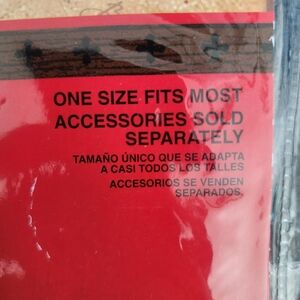 ONE SIZE FITS MOST
ACCESSORIES SOLD
SEPARATELY
TAMAÑO ÚNICO QUE SE ADAPTA
A CASI TODOS LOS TALLES
ACCESORIOS SE VENDEN
SEPARADOS.